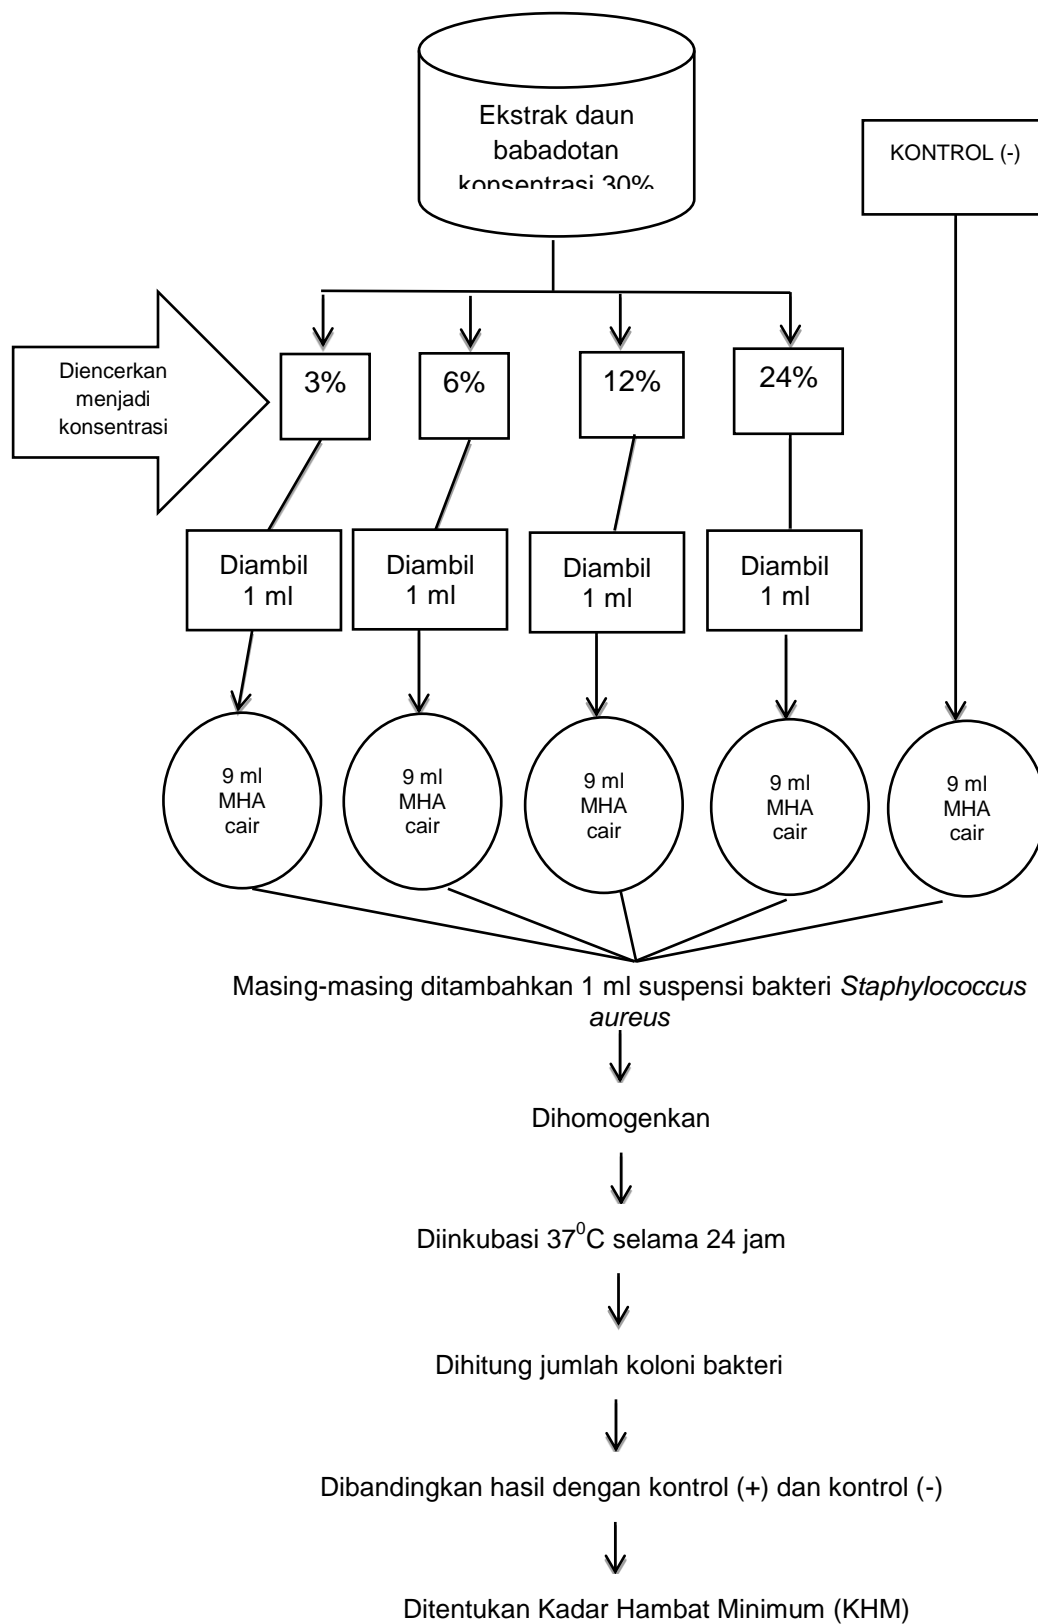 Ekstrak daun
babadotan
konsentrasi 30%
KONTROL (-)
Diencerkan
menjadi
konsentrasi
3%
6%
12%
24%
Diambil
1 ml
Diambil
1 ml
Diambil
1 ml
Diambil
1 ml
9 ml
MHA
cair
9 ml
MHA
cair
9 ml
MHA
cair
9 ml
MHA
cair
9 ml
MHA
cair
Masing-masing ditambahkan 1 ml suspensi bakteri Staphylococcus
aureus
Dihomogenkan
Diinkubasi 37⁰C selama 24 jam
Dihitung jumlah koloni bakteri
Dibandingkan hasil dengan kontrol (+) dan kontrol (-)
Ditentukan Kadar Hambat Minimum (KHM)